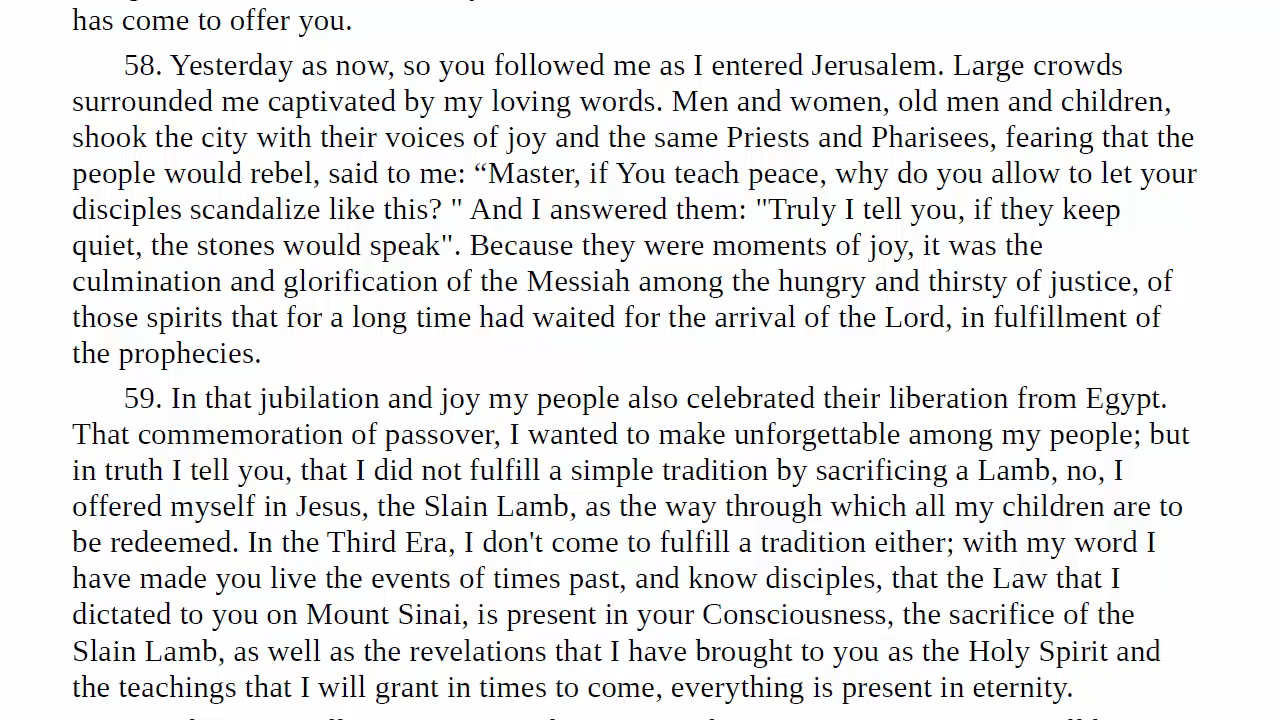 has come to offer you.
58. Yesterday as now, so you followed me as I entered Jerusalem. Large crowds
surrounded me captivated by my loving words. Men and women, old men and children,
shook the city with their voices of joy and the same Priests and Pharisees, fearing that the
people would rebel, said to me: “Master, if You teach peace, why do you allow to let your
disciples scandalize like this? " And I answered them: "Truly I tell you, if they keep
quiet, the stones would speak". Because they were moments of joy, it was the
culmination and glorification of the Messiah among the hungry and thirsty of justice, of
those spirits that for a long time had waited for the arrival of the Lord, in fulfillment of
the prophecies.
59. In that jubilation and joy my people also celebrated their liberation from Egypt.
That commemoration of passover, I wanted to make unforgettable among my people; but
in truth I tell you, that I did not fulfill a simple tradition by sacrificing a Lamb, no, I
offered myself in Jesus, the Slain Lamb, as the way through which all my children are to
be redeemed. In the Third Era, I don't come to fulfill a tradition either; with my word I
have made you live the events of times past, and know disciples, that the Law that I
dictated to you on Mount Sinai, is present in your Consciousness, the sacrifice of the
Slain Lamb, as well as the revelations that I have brought to you as the Holy Spirit and
the teachings that I will grant in times to come, everything is present in eternity.